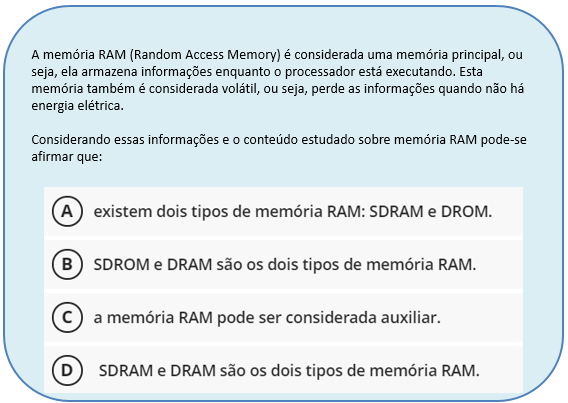 A memória RAM (Random Access Memory) é considerada uma memória principal, ou
seja, ela armazena informações enquanto o processador está executando. Esta
memória também é considerada volátil, ou seja, perde as informações quando não há
energia elétrica.
Considerando essas informações e o conteúdo estudado sobre memória RAM pode-se
afirmar que:
A existem dois tipos de memória RAM: SDRAM e DROM.
B SDROM e DRAM são os dois tipos de memória RAM.
C a memória RAM pode ser considerada auxiliar.
D SDRAM e DRAM são os dois tipos de memória RAM.